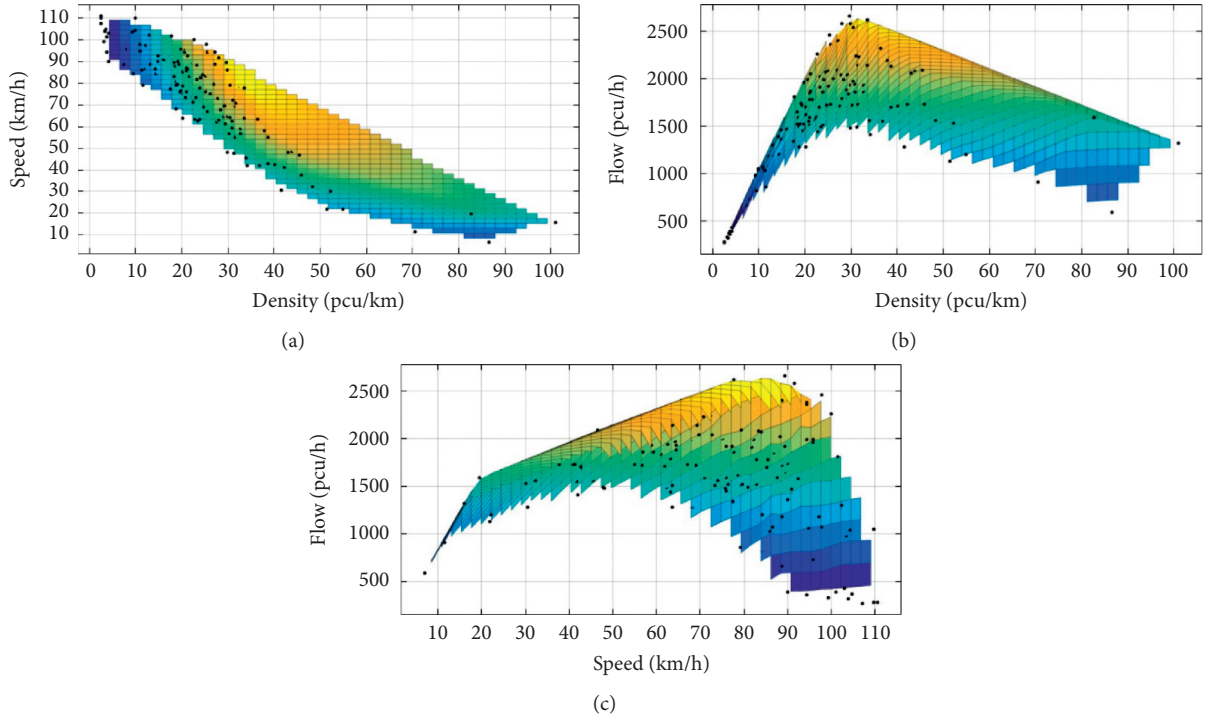 110
100
90
80
70
60
50
40
30
20
10
Speed (km/h)
0 10 20 30 40 50 60 70 80 90 100
Density (pcu/km)
(a)
2500
2000
1500
1000
500
Flow (pcu/h)
0 10 20 30 40 50 60 70 80 90 100
Density (pcu/km)
(b)
2500
2000
1500
1000
500
Flow (pcu/h)
10 20 30 40 50 60 70 80 90 100 110
Speed (km/h)
(c)